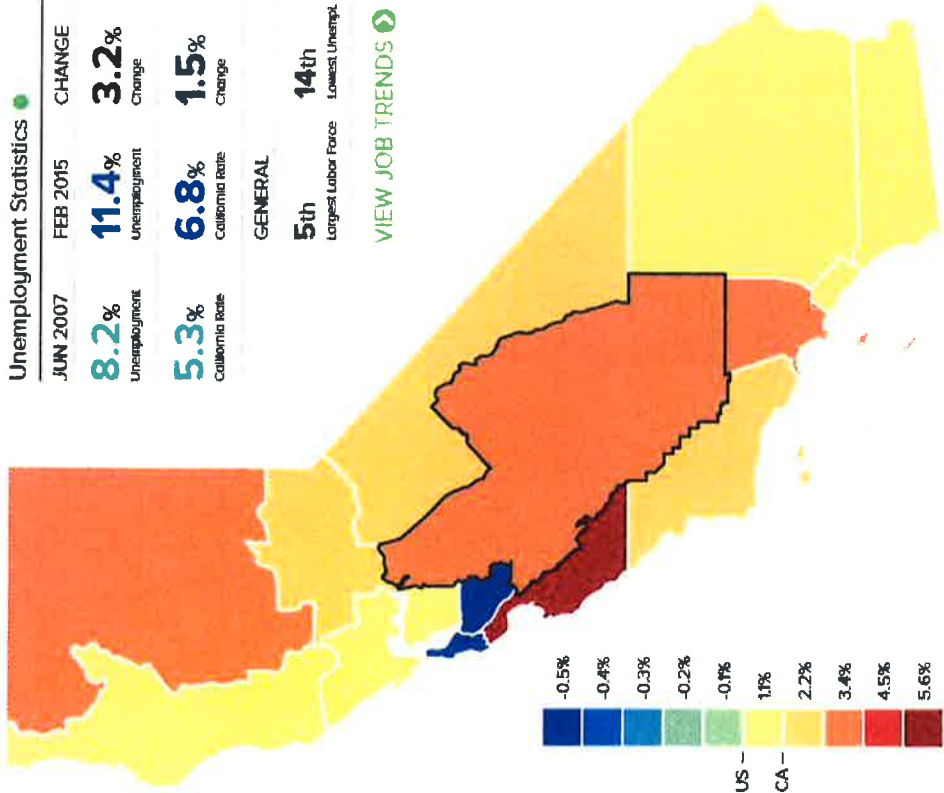 Unemployment Statistics
JUN 2007 FEB 2015 CHANGE
8.2% 11.4% 3.2%
Unemployment Unemployment Change
5.3% 6.8% 1.5%
California Rate California Rate Change
GENERAL
5th 14th
Largest Labor Force Lowest Unempl.
VIEW JOB TRENDS
-0.5%
-0.4%
-0.3%
-0.2%
-0.1%
US – 1.1%
CA – 2.2%
3.4%
4.5%
5.6%